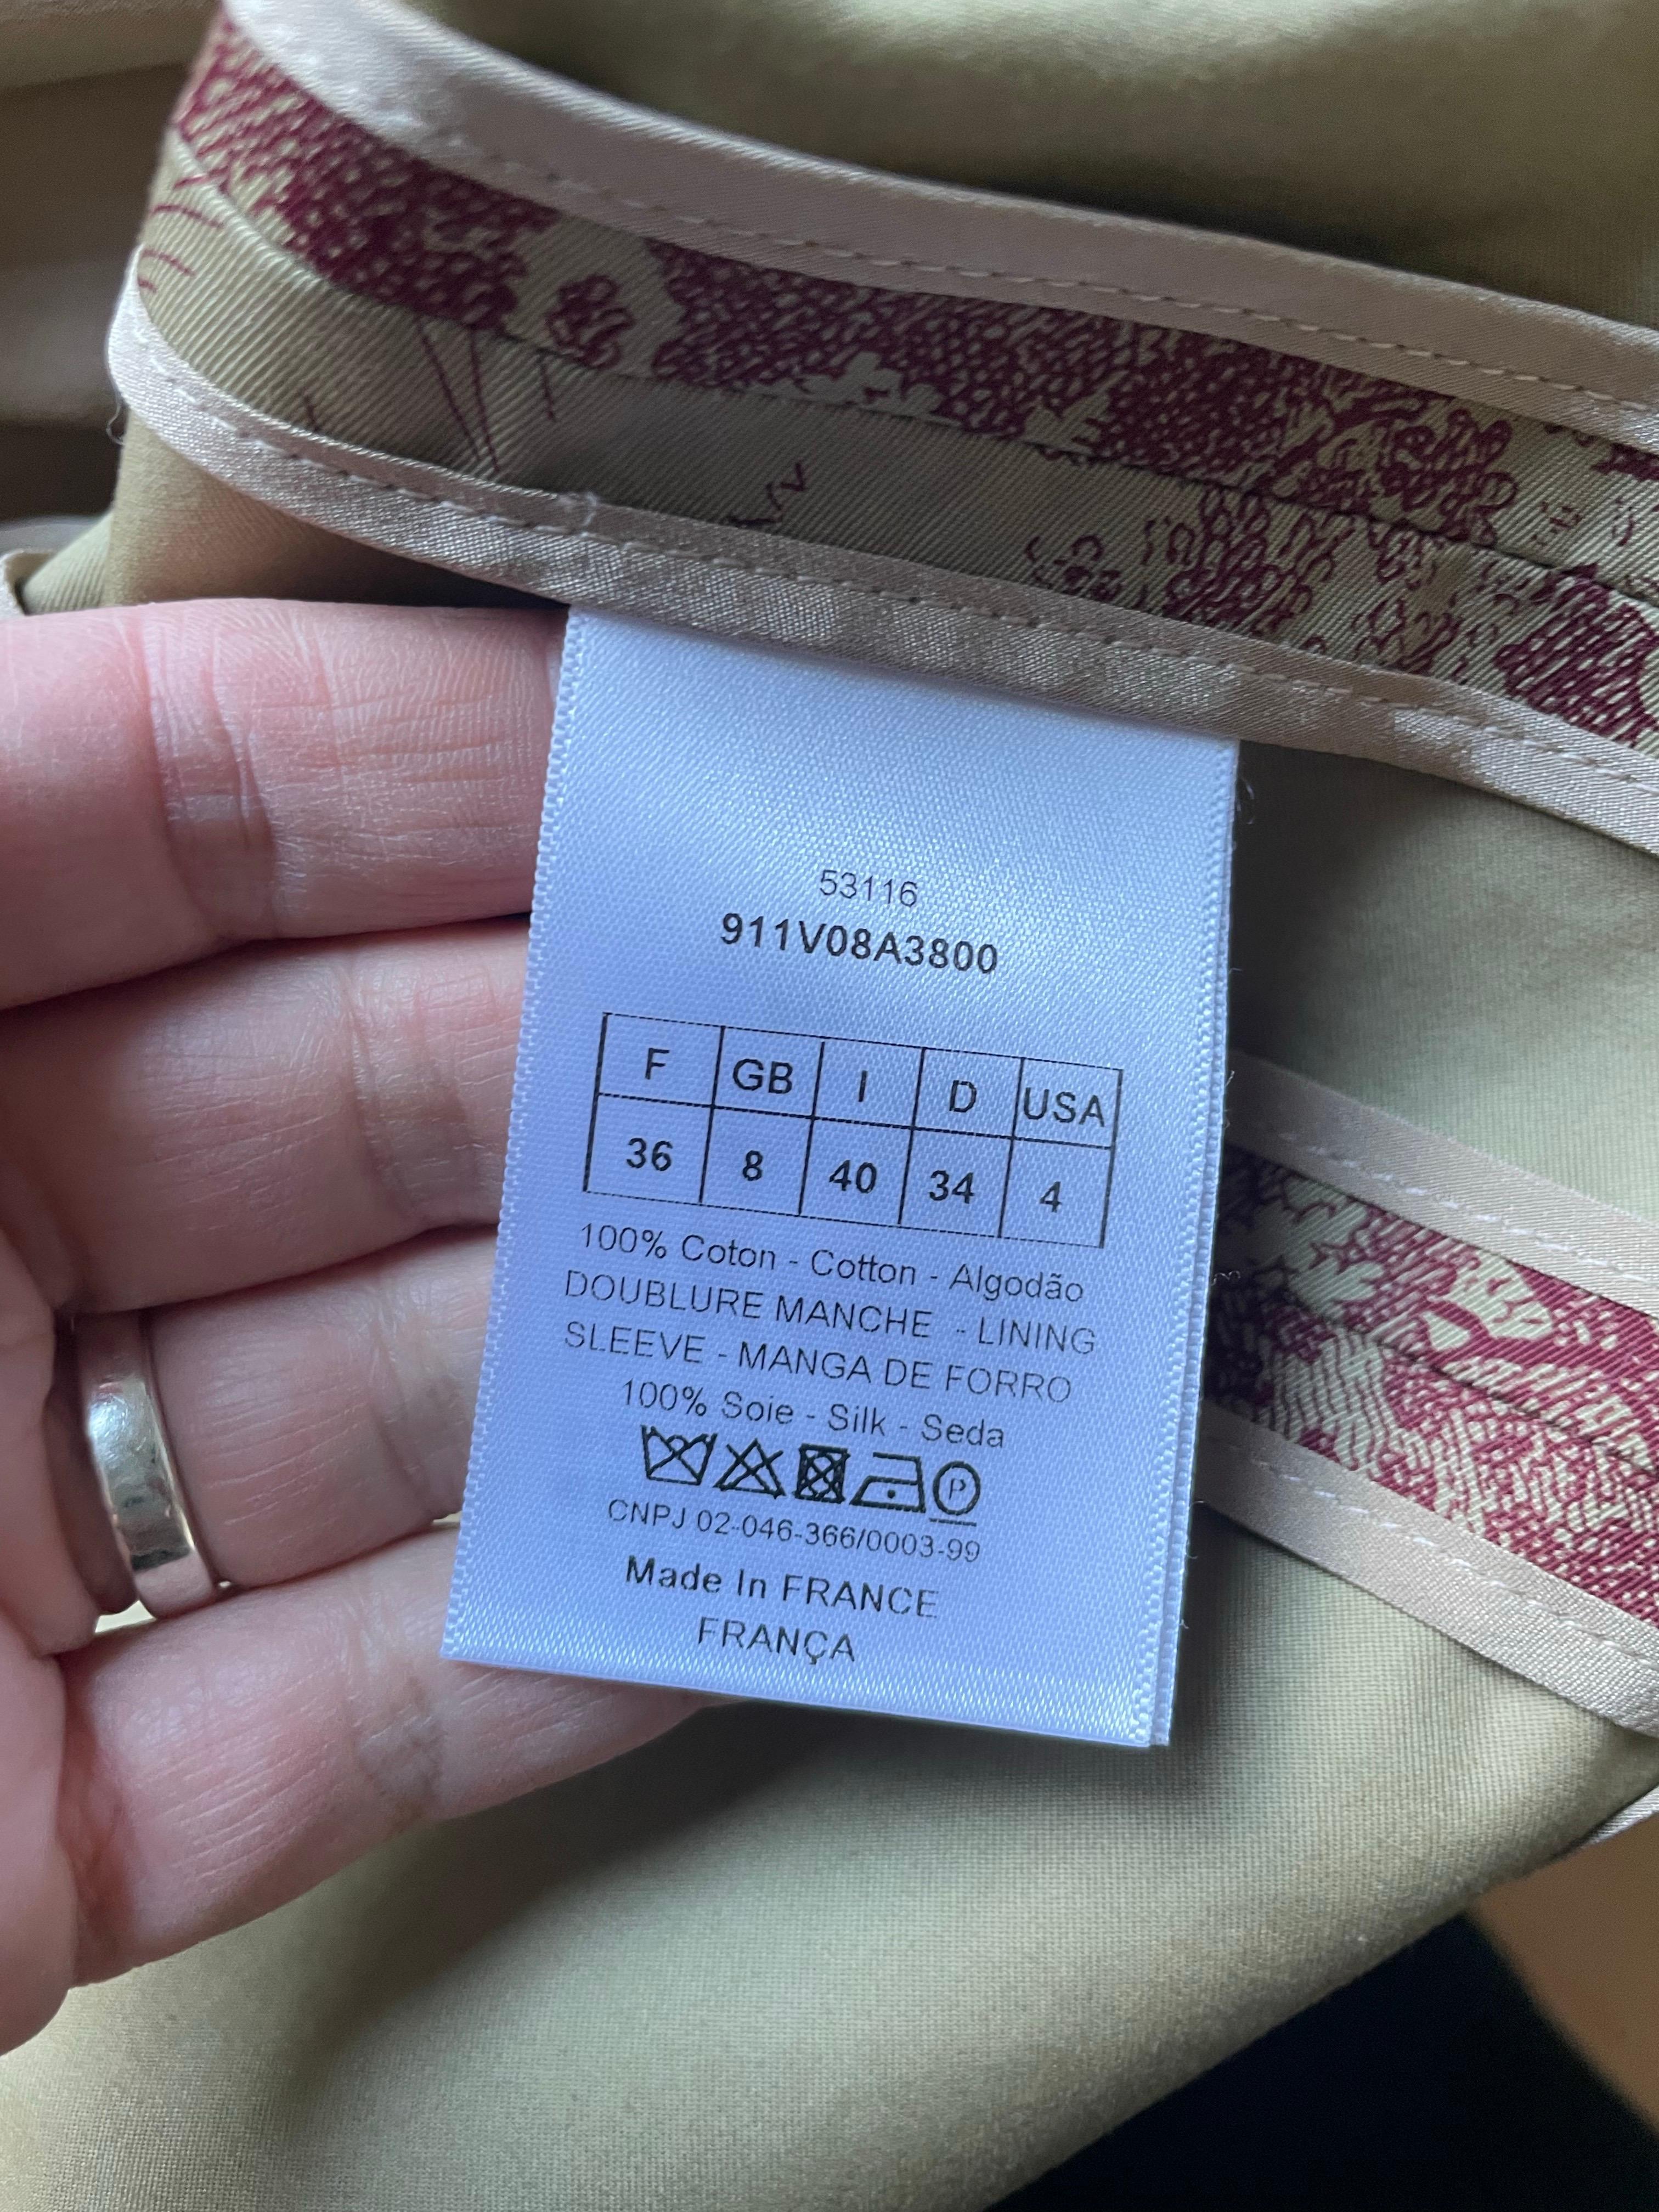 53116
911V08A3800
F GB I D USA
36 8 40 34 4
100% Coton - Cotton - Algodão
DOUBLURE MANCHE - LINING
SLEEVE - MANGA DE FORRO
100% Soie - Silk - Seda
P
CNPJ 02-046-366/0003-99
Made In FRANCE
FRANÇA